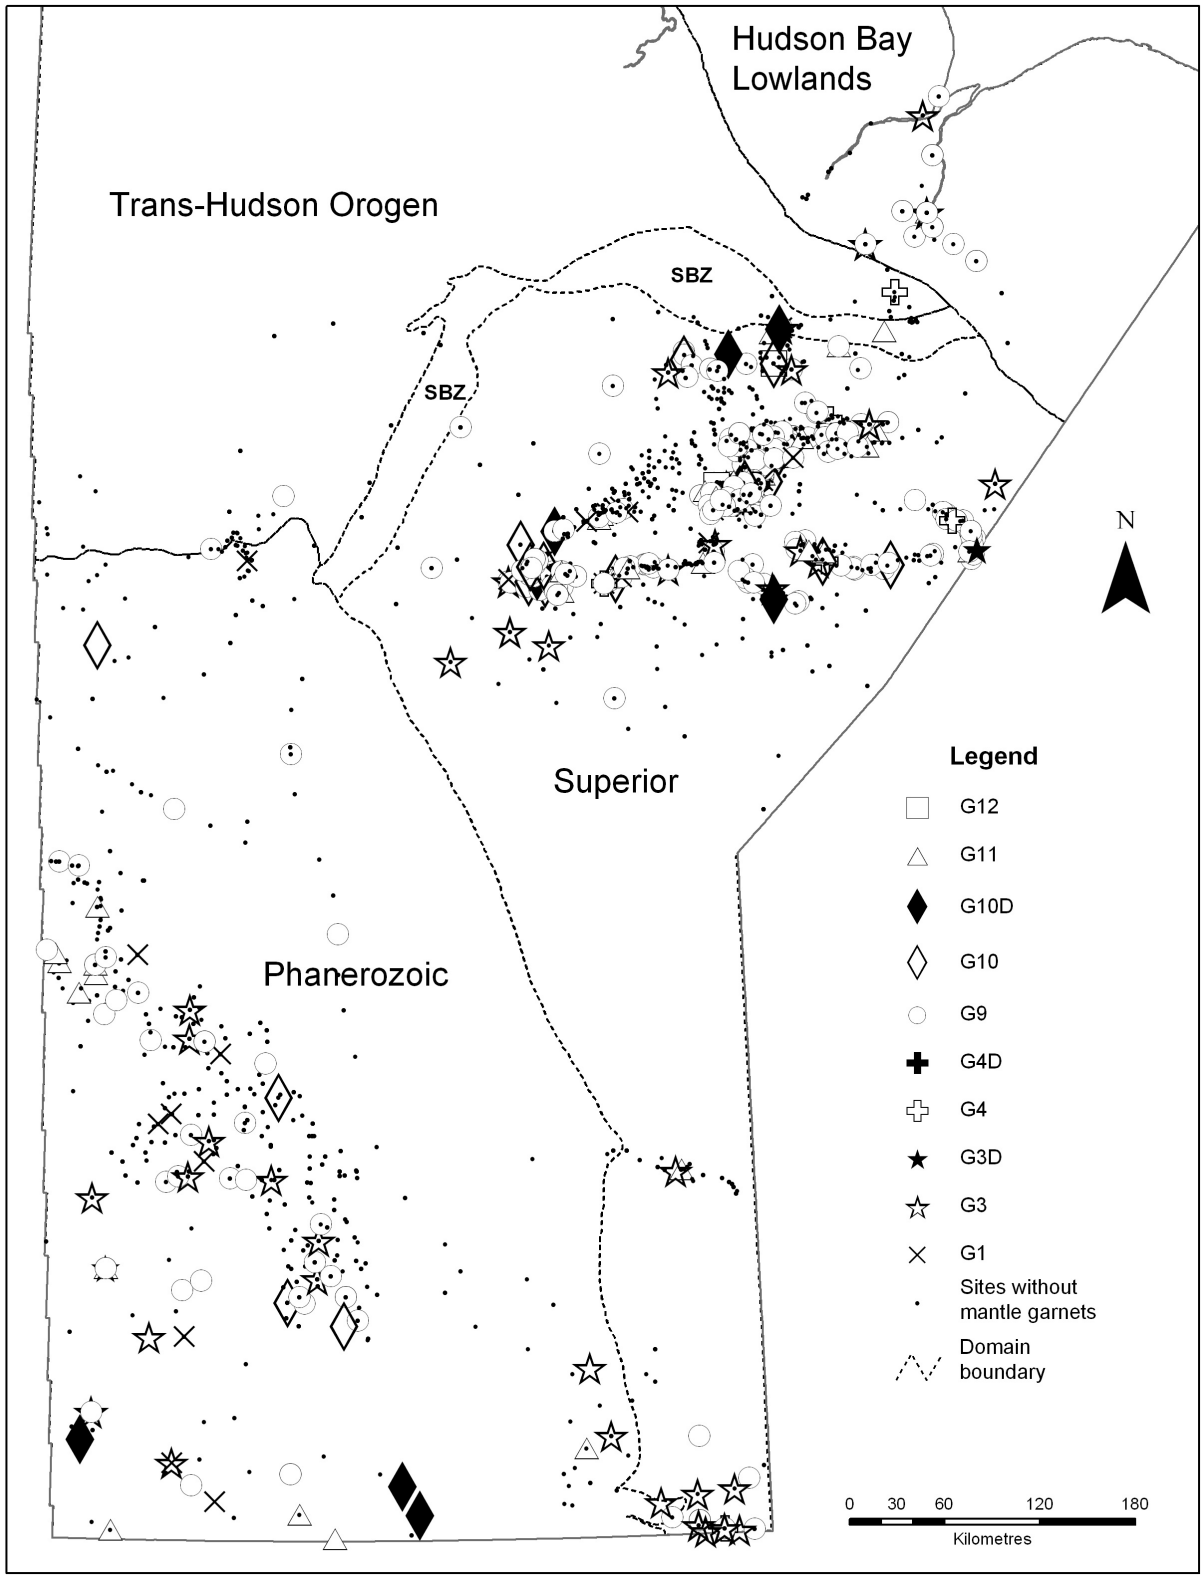 Hudson Bay
Lowlands
Trans-Hudson Orogen
SBZ
SBZ
N
Superior
Phanerozoic
Legend
G12
G11
G10D
G10
G9
G4D
G4
G3D
G3
G1
Sites without
mantle garnets
Domain
boundary
0 30 60 120 180
Kilometres